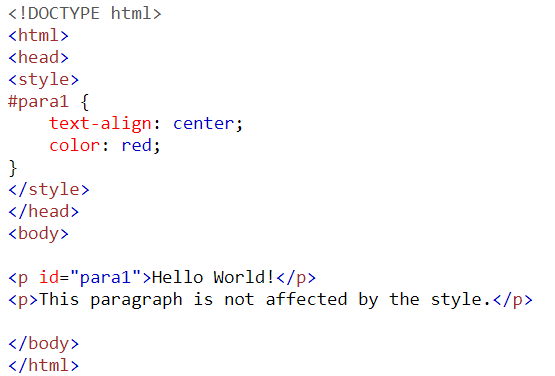 <!DOCTYPE html>
<html>
<head>
<style>
#para1 {
    text-align: center;
    color: red;
}
</style>
</head>
<body>

<p id="para1">Hello World!</p>
<p>This paragraph is not affected by the style.</p>

</body>
</html>